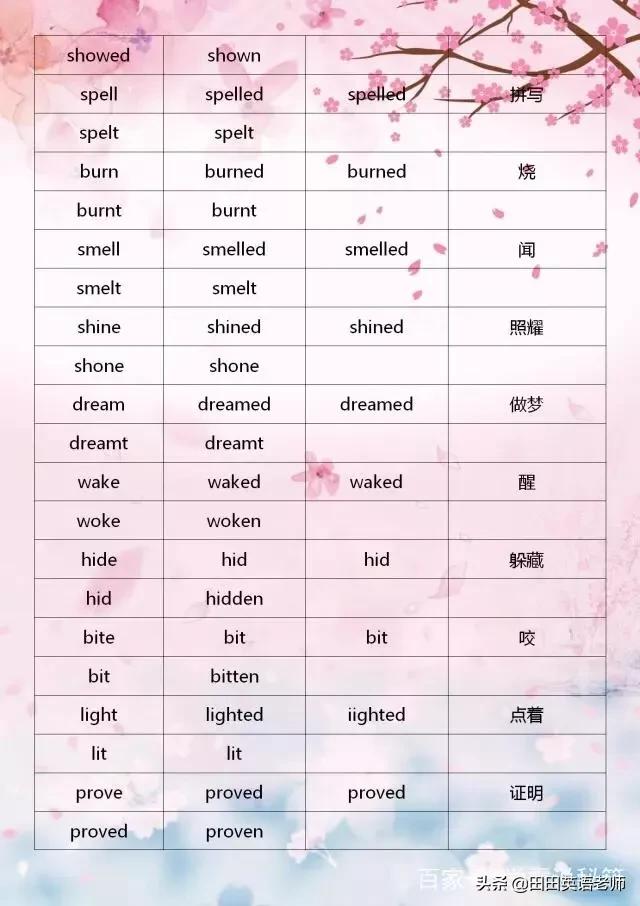 showed shown
spell spelled spelled 拼写
spelt spelt
burn burned burned 烧
burnt burnt
smell smelled smelled 闻
smelt smelt
shine shined shined 照耀
shone shone
dream dreamed dreamed 做梦
dreamt dreamt
wake waked waked 醒
woke woken
hide hid hid 躲藏
hid hidden
bite bit bit 咬
bit bitten
light lighted iighted 点着
lit lit
prove proved proved 证明
proved proven
百家
头条 @田田英语老师